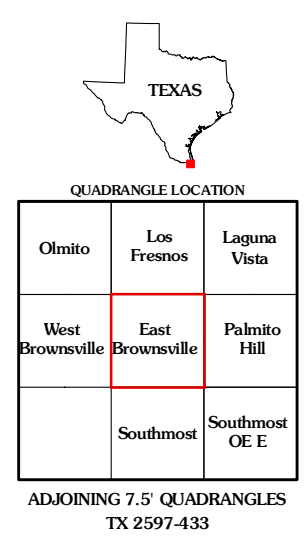 TEXAS
QUADRANGLE LOCATION
Olmito
Los
Fresnos
Laguna
Vista
West
Brownsville
East
Brownsville
Palmito
Hill
Southmost
Southmost
OE E
ADJOINING 7.5' QUADRANGLES
TX 2597-433